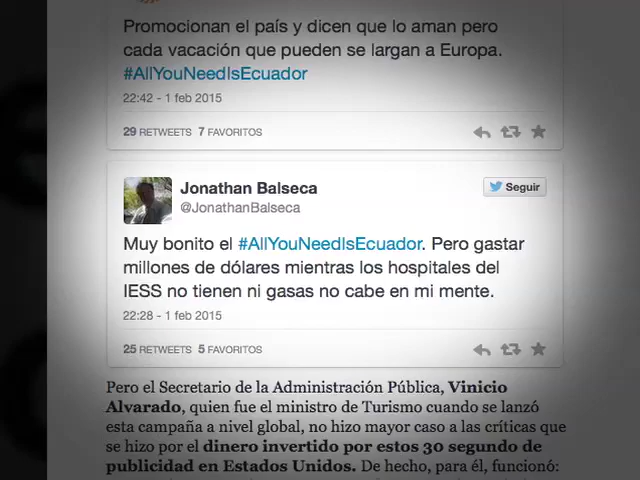 Promocionan el país y dicen que lo aman pero
cada vacación que pueden se largan a Europa.
#AllYouNeedIsEcuador
22:42 - 1 feb 2015
29 RETWEETS 7 FAVORITOS
Jonathan Balseca
@JonathanBalseca
Seguir
Muy bonito el #AllYouNeedIsEcuador. Pero gastar
millones de dólares mientras los hospitales del
IESS no tienen ni gasas no cabe en mi mente.
22:28 - 1 feb 2015
25 RETWEETS 5 FAVORITOS
Pero el Secretario de la Administración Pública, Vinicio
Alvarado, quien fue el ministro de Turismo cuando se lanzó
esta campaña a nivel global, no hizo mayor caso a las críticas que
se hizo por el dinero invertido por estos 30 segundo de
publicidad en Estados Unidos. De hecho, para él, funcionó: